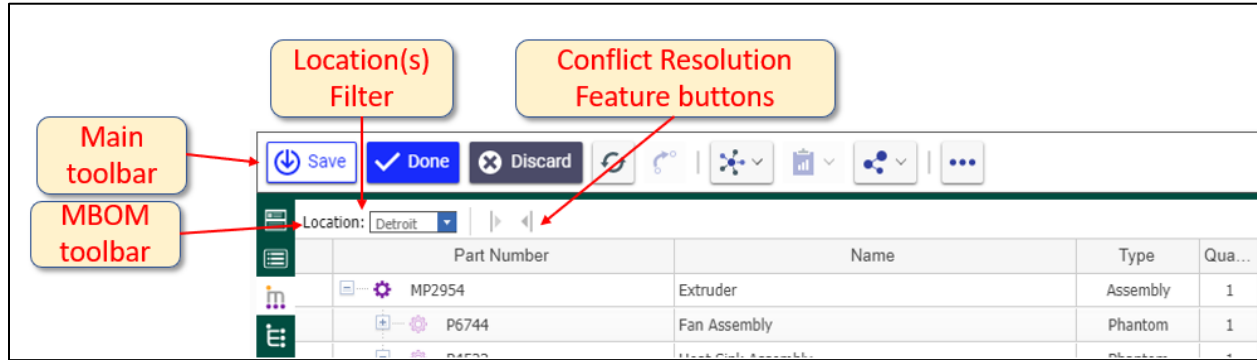 Location(s)
Filter
Conflict Resolution
Feature buttons
Main
toolbar
Save
Done
Discard
MBOM
toolbar
Location: Detroit
Part Number Name Type Qua...
MP2954 Extruder Assembly 1
P6744 Fan Assembly Phantom 1